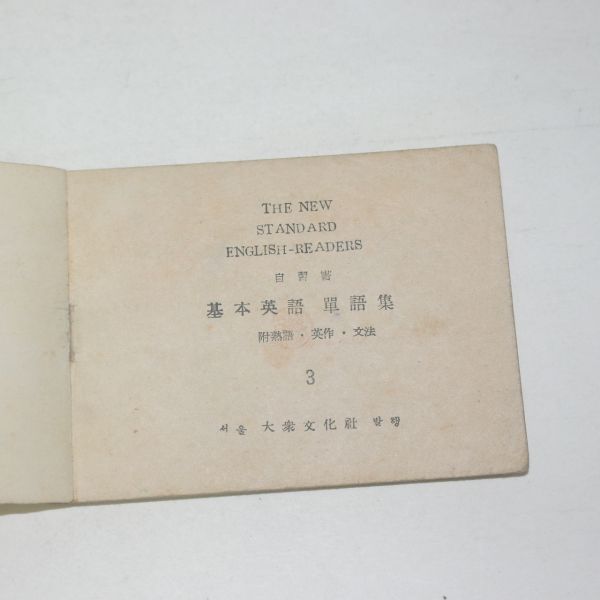 THE NEW
STANDARD
ENGLISH-READERS
自習書
基本英語 單語集
附熟語・英作・文法
3
서울 大衆文化社 발행